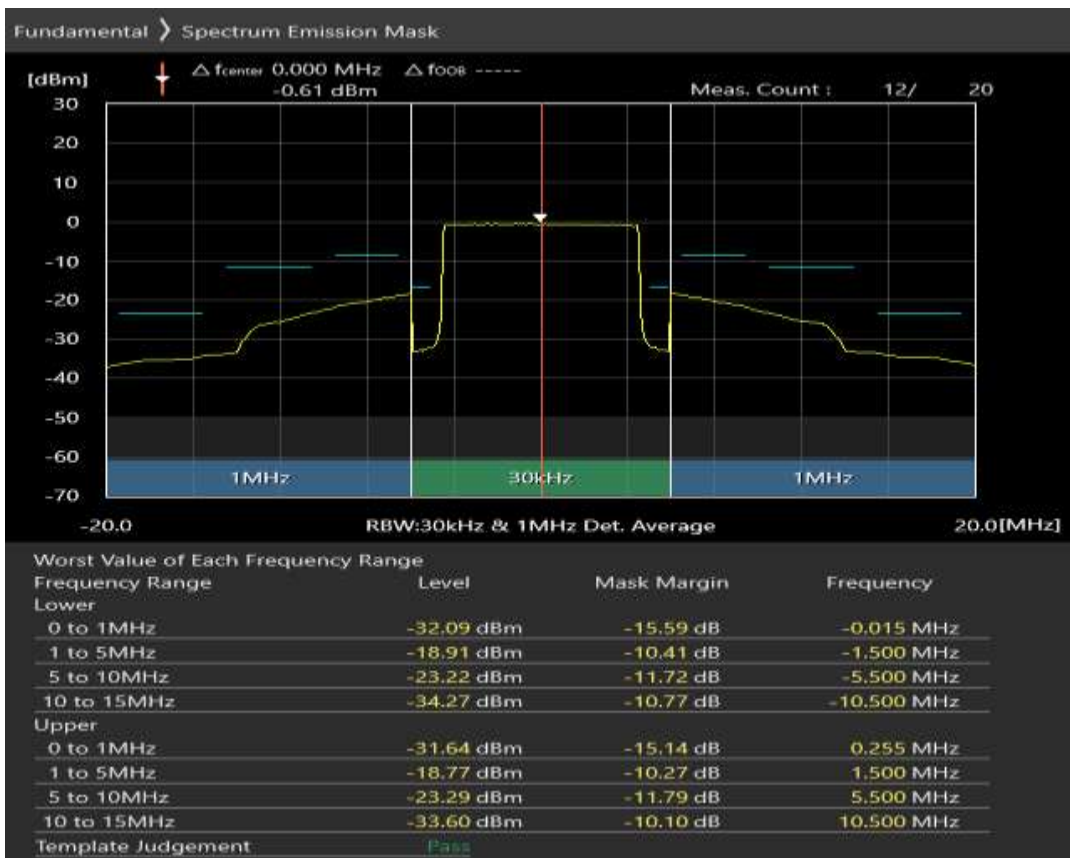 Fundamental ❯ Spectrum Emission Mask
[dBm] △ fcenter 0.000 MHz △ fOOB -----
-0.61 dBm Meas. Count : 12/ 20
30
20
10
0
-10
-20
-30
-40
-50
-60
-70
1MHz 30kHz 1MHz
-20.0 RBW:30kHz & 1MHz Det. Average 20.0[MHz]
Worst Value of Each Frequency Range
Frequency Range Level Mask Margin Frequency
Lower
0 to 1MHz -32.09 dBm -15.59 dB -0.015 MHz
1 to 5MHz -18.91 dBm -10.41 dB -1.500 MHz
5 to 10MHz -23.22 dBm -11.72 dB -5.500 MHz
10 to 15MHz -34.27 dBm -10.77 dB -10.500 MHz
Upper
0 to 1MHz -31.64 dBm -15.14 dB 0.255 MHz
1 to 5MHz -18.77 dBm -10.27 dB 1.500 MHz
5 to 10MHz -23.29 dBm -11.79 dB 5.500 MHz
10 to 15MHz -33.60 dBm -10.10 dB 10.500 MHz
Template Judgement Pass